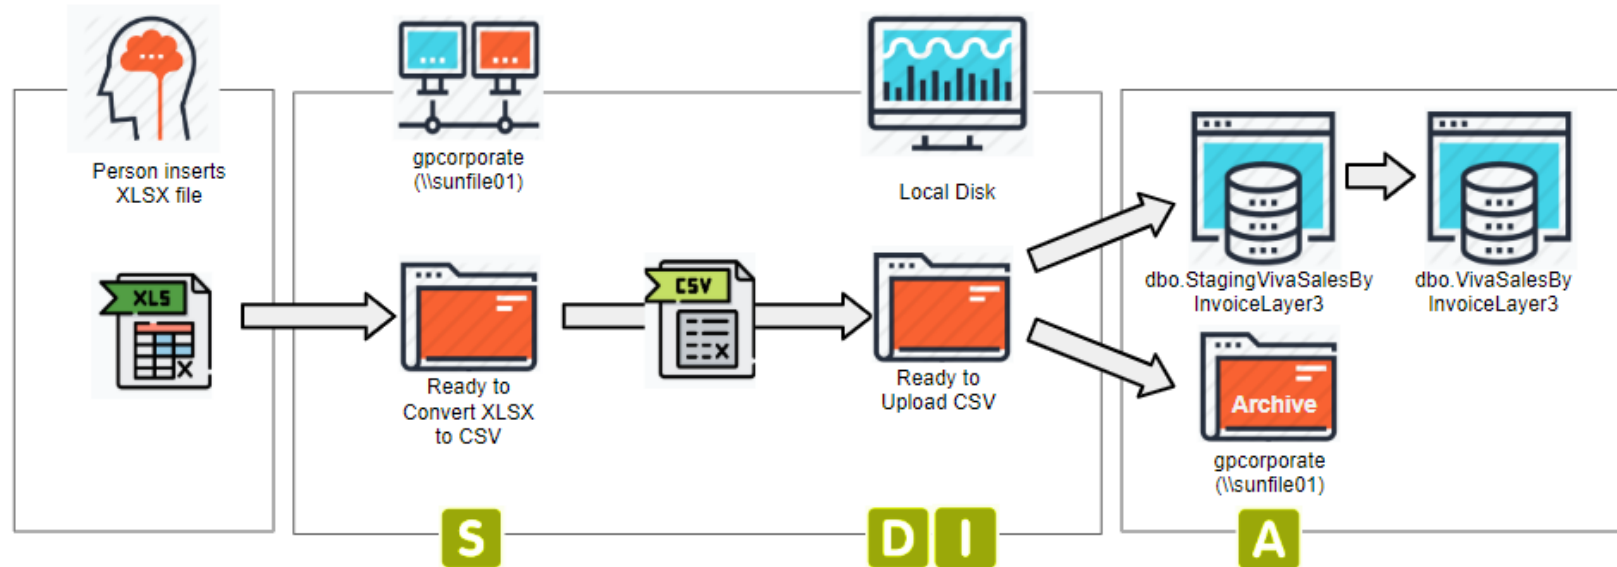 Person inserts
XLSX file
XLS
gpcorporate
(\\sunfile01)
Ready to
Convert XLSX
to CSV
CSV
Local Disk
Ready to
Upload CSV
dbo.StagingVivaSalesBy
InvoiceLayer3
dbo.VivaSalesBy
InvoiceLayer3
Archive
gpcorporate
(\\sunfile01)
S
D I
A